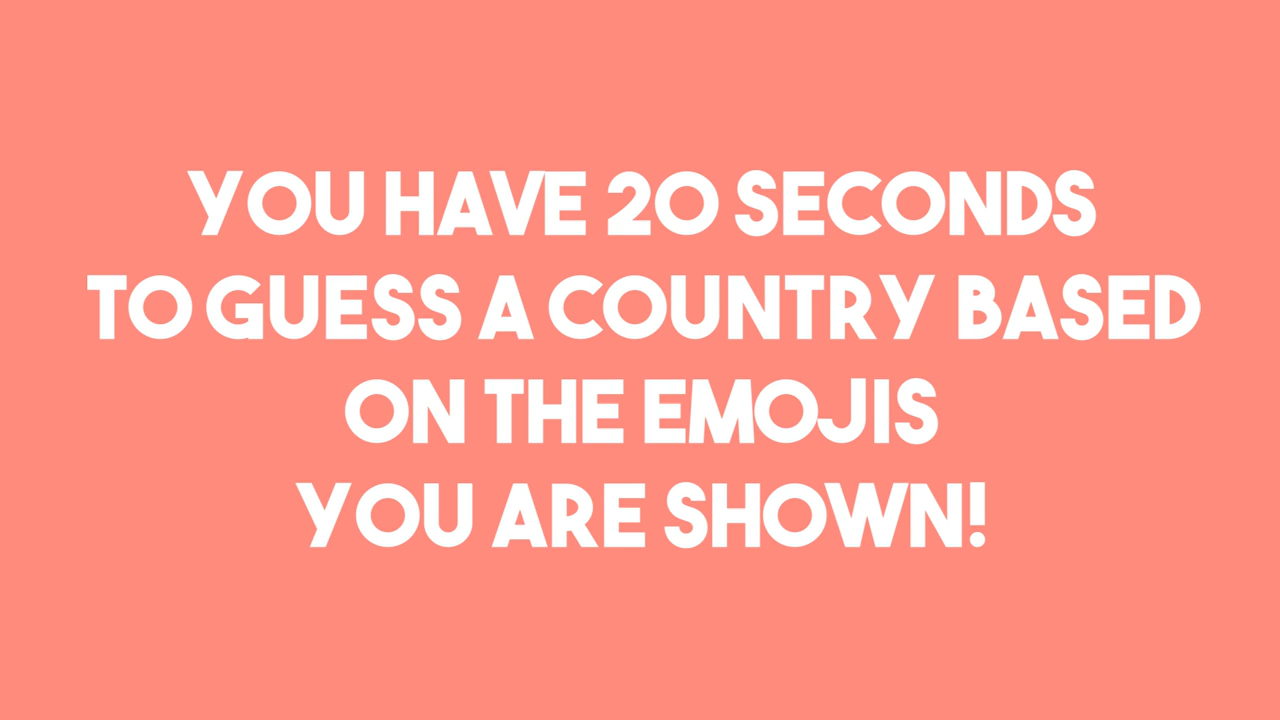 YOU HAVE 20 SECONDS
TO GUESS A COUNTRY BASED
ON THE EMOJIS
YOU ARE SHOWN!